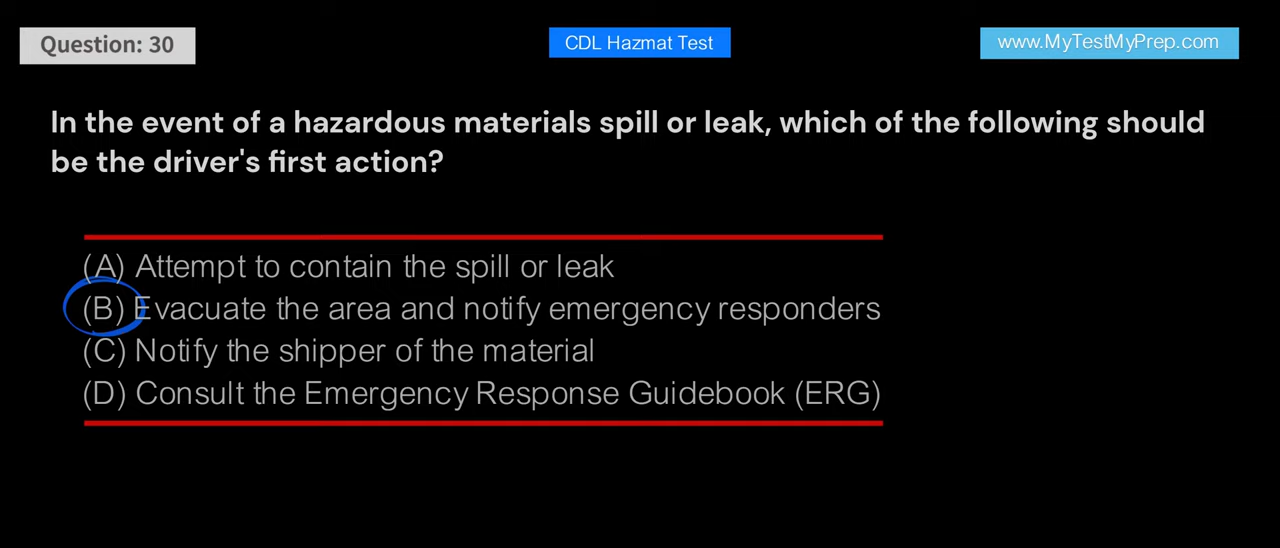 Question: 30
CDL Hazmat Test
www.MyTestMyPrep.com
In the event of a hazardous materials spill or leak, which of the following should
be the driver's first action?
(A) Attempt to contain the spill or leak
(B) Evacuate the area and notify emergency responders
(C) Notify the shipper of the material
(D) Consult the Emergency Response Guidebook (ERG)